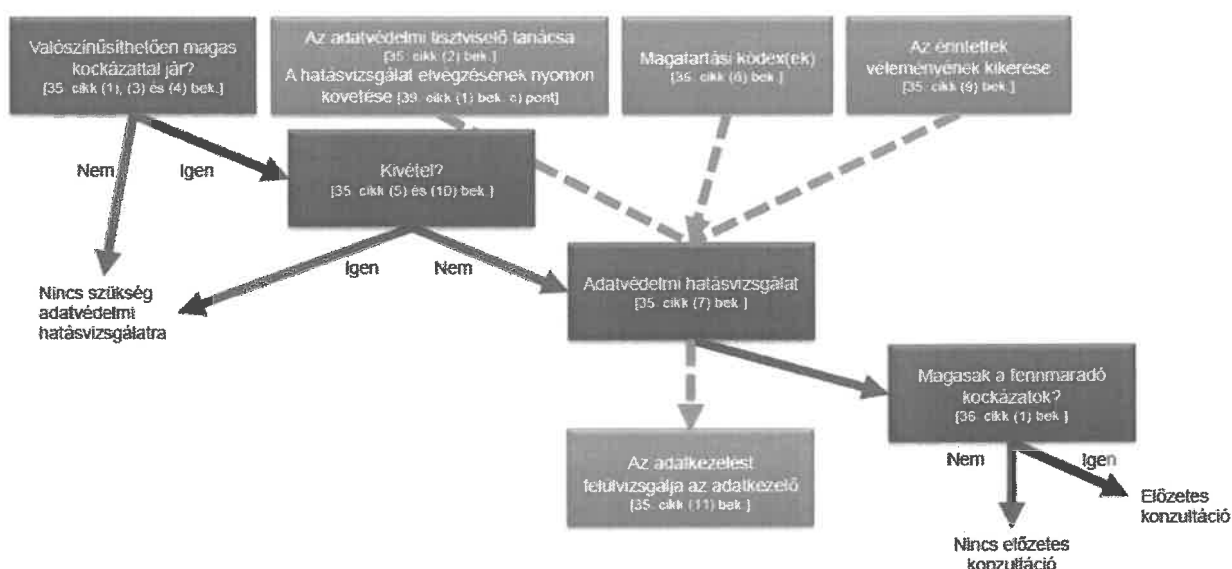 Valószínűsíthetően magas
kockázattal jár?
[35. cikk (1), (3) és (4) bek.]
Az adatvédelmi tisztviselő tanácsa
[35. cikk (2) bek.]
A hatásvizsgálat elvégzésének nyomon
követése [39. cikk (1) bek. c) pont]
Magatartási kódex(ek)
[35. cikk (8) bek.]
Az érintettek
véleményének kikérése
[35. cikk (9) bek.]
Nem
Igen
Kivétel?
[35. cikk (5) és (10) bek.]
Igen
Nem
Nincs szükség
adatvédelmi
hatásvizsgálatra
Adatvédelmi hatásvizsgálat
[35. cikk (7) bek.]
Magasak a fennmaradó
kockázatok?
[36. cikk (1) bek.]
Az adatkezelést
felülvizsgálja az adatkezelő
[35. cikk (11) bek.]
Nem
Igen
Előzetes
konzultáció
Nincs előzetes
konzultáció